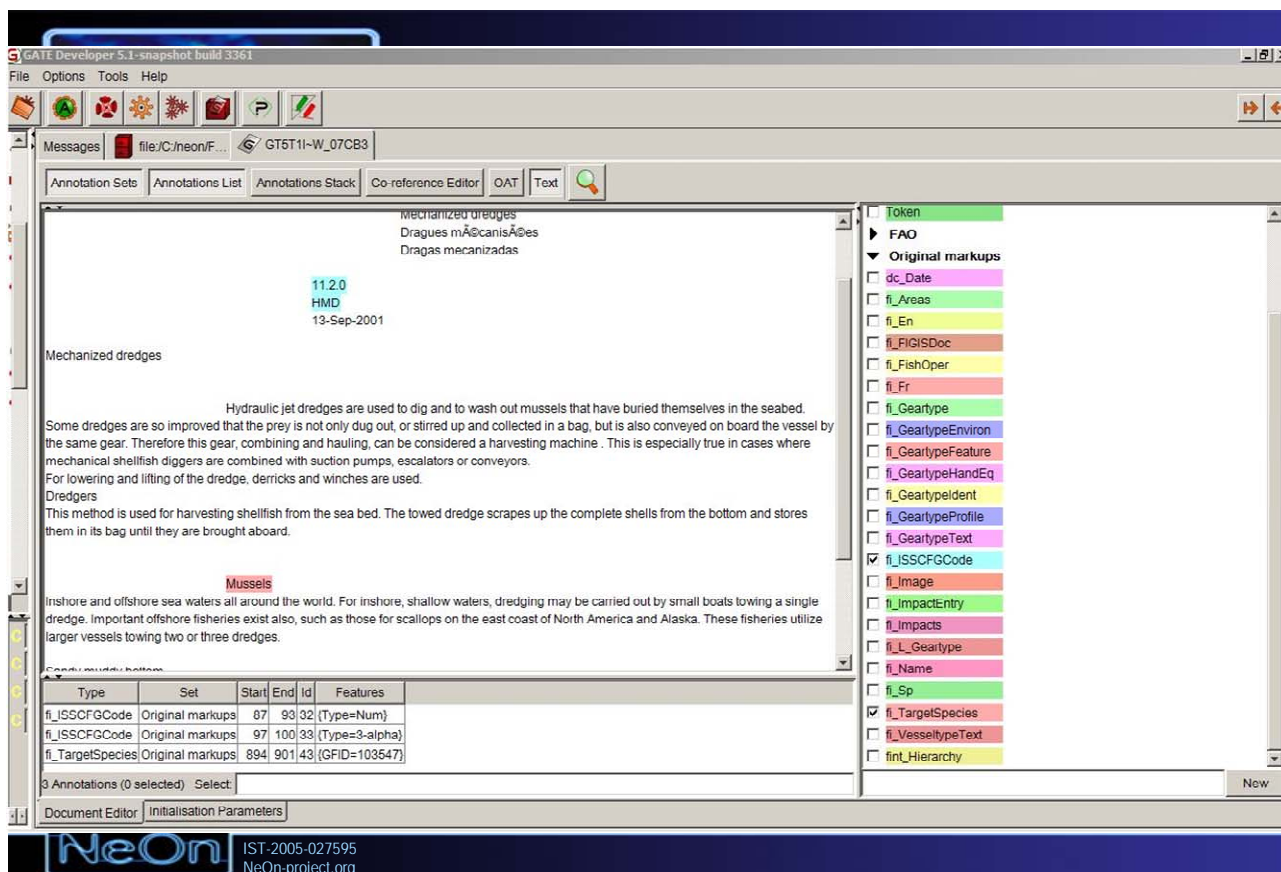 GATE Developer 5.1-snapshot build 3361
File Options Tools Help
Messages file:/C:/neon/F... GT5T1I~W_07CB3
Annotation Sets Annotations List Annotations Stack Co-reference Editor OAT Text
Mechanized dredges
Dragues mÃ©canisÃ©es
Dragas mecanizadas
11.2.0
HMD
13-Sep-2001
Mechanized dredges
Hydraulic jet dredges are used to dig and to wash out mussels that have buried themselves in the seabed.
Some dredges are so improved that the prey is not only dug out, or stirred up and collected in a bag, but is also conveyed on board the vessel by
the same gear. Therefore this gear, combining and hauling, can be considered a harvesting machine . This is especially true in cases where
mechanical shellfish diggers are combined with suction pumps, escalators or conveyors.
For lowering and lifting of the dredge, derricks and winches are used.
Dredgers
This method is used for harvesting shellfish from the sea bed. The towed dredge scrapes up the complete shells from the bottom and stores
them in its bag until they are brought aboard.
Mussels
Inshore and offshore sea waters all around the world. For inshore, shallow waters, dredging may be carried out by small boats towing a single
dredge. Important offshore fisheries exist also, such as those for scallops on the east coast of North America and Alaska. These fisheries utilize
larger vessels towing two or three dredges.
Sandy muddy bottom
Type Set Start End Id Features
fi_ISSCFGCode Original markups 87 93 32 {Type=Num}
fi_ISSCFGCode Original markups 97 100 33 {Type=3-alpha}
fi_TargetSpecies Original markups 894 901 43 {GFID=103547}
3 Annotations (0 selected) Select:
Document Editor Initialisation Parameters
Token
FAO
Original markups
dc_Date
fi_Areas
fi_En
fi_FIGISDoc
fi_FishOper
fi_Fr
fi_Geartype
fi_GeartypeEnviron
fi_GeartypeFeature
fi_GeartypeHandEq
fi_GeartypeIdent
fi_GeartypeProfile
fi_GeartypeText
fi_ISSCFGCode
fi_Image
fi_ImpactEntry
fi_Impacts
fi_L_Geartype
fi_Name
fi_Sp
fi_TargetSpecies
fi_VesseltypeText
fint_Hierarchy
New
NeOn
IST-2005-027595
NeOn-project.org